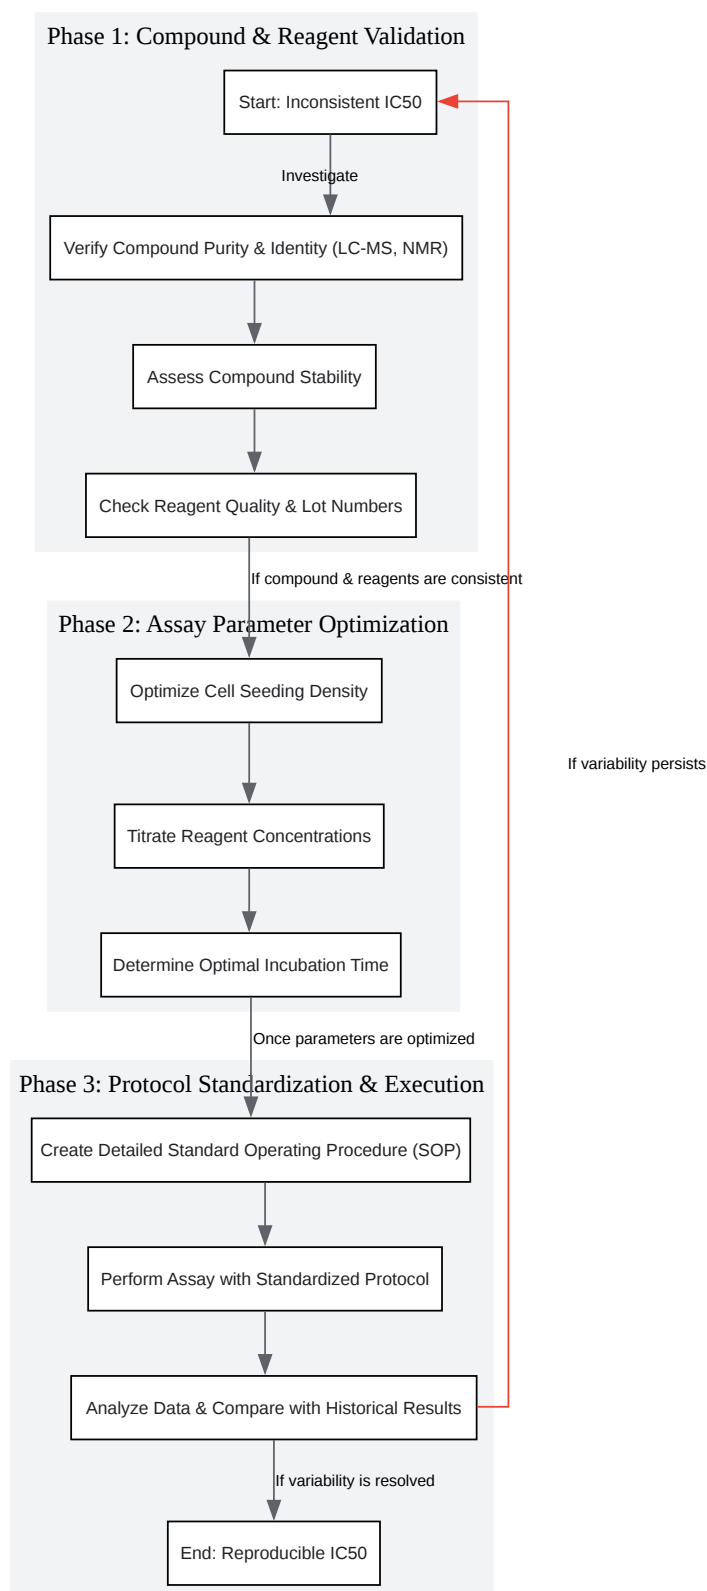 Phase 1: Compound & Reagent Validation
Start: Inconsistent IC50
Investigate
Verify Compound Purity & Identity (LC-MS, NMR)
Assess Compound Stability
Check Reagent Quality & Lot Numbers
If compound & reagents are consistent
Phase 2: Assay Parameter Optimization
Optimize Cell Seeding Density
If variability persists
Titrate Reagent Concentrations
Determine Optimal Incubation Time
Once parameters are optimized
Phase 3: Protocol Standardization & Execution
Create Detailed Standard Operating Procedure (SOP)
Perform Assay with Standardized Protocol
Analyze Data & Compare with Historical Results
If variability is resolved
End: Reproducible IC50